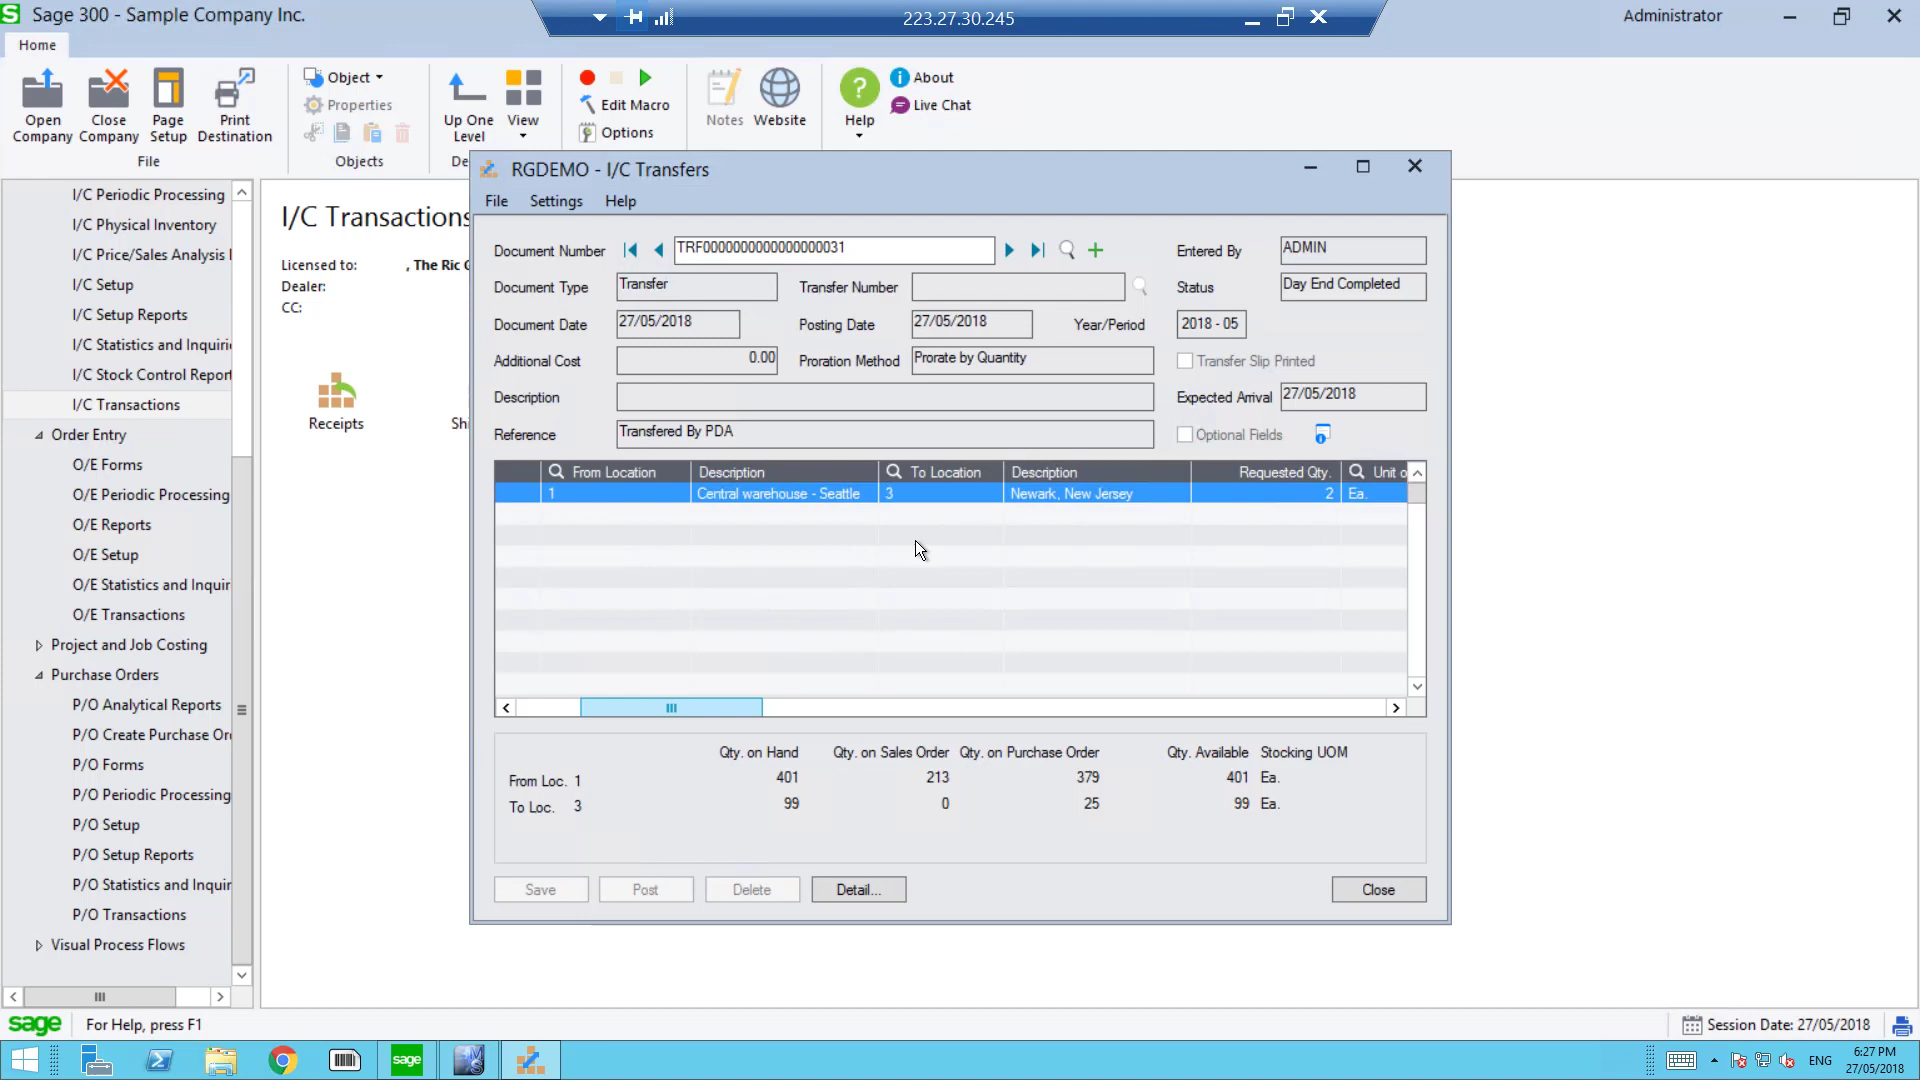 Sage 300 - Sample Company Inc.
223.27.30.245
Administrator
Home
Open Company
Close Company
Page Setup
Print Destination
File
Object
Properties
Objects
Up One Level
View
De
Edit Macro
Options
Notes
Website
Help
About
Live Chat
I/C Periodic Processing
I/C Physical Inventory
I/C Price/Sales Analysis
I/C Setup
I/C Setup Reports
I/C Statistics and Inquiri
I/C Stock Control Report
I/C Transactions
Order Entry
O/E Forms
O/E Periodic Processing
O/E Reports
O/E Setup
O/E Statistics and Inquir
O/E Transactions
Project and Job Costing
Purchase Orders
P/O Analytical Reports
P/O Create Purchase Or
P/O Forms
P/O Periodic Processing
P/O Setup
P/O Setup Reports
P/O Statistics and Inquir
P/O Transactions
Visual Process Flows
I/C Transactions
Licensed to: , The Ric G
Dealer:
CC:
Receipts
Shi
RGDEMO - I/C Transfers
File Settings Help
Document Number TRF0000000000000000031 Entered By ADMIN
Document Type Transfer Transfer Number Status Day End Completed
Document Date 27/05/2018 Posting Date 27/05/2018 Year/Period 2018 - 05
Additional Cost 0.00 Proration Method Prorate by Quantity Transfer Slip Printed
Description Expected Arrival 27/05/2018
Reference Transfered By PDA Optional Fields
From Location Description To Location Description Requested Qty. Unit o
1 Central warehouse - Seattle 3 Newark, New Jersey 2 Ea.
Qty. on Hand Qty. on Sales Order Qty. on Purchase Order Qty. Available Stocking UOM
From Loc. 1 401 213 379 401 Ea.
To Loc. 3 99 0 25 99 Ea.
Save Post Delete Detail... Close
sage For Help, press F1
Session Date: 27/05/2018
sage
ENG
6:27 PM
27/05/2018